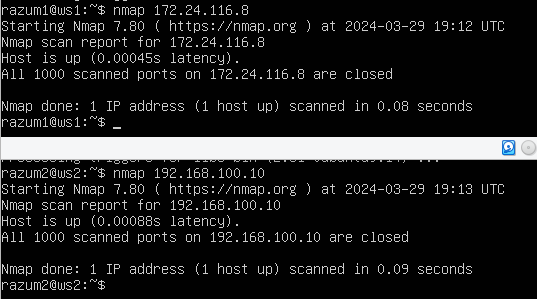 razum1@ws1:~$ nmap 172.24.116.8
Starting Nmap 7.80 ( https://nmap.org ) at 2024-03-29 19:12 UTC
Nmap scan report for 172.24.116.8
Host is up (0.00045s latency).
All 1000 scanned ports on 172.24.116.8 are closed
Nmap done: 1 IP address (1 host up) scanned in 0.08 seconds
razum1@ws1:~$ _
razum2@ws2:~$ nmap 192.168.100.10
Starting Nmap 7.80 ( https://nmap.org ) at 2024-03-29 19:13 UTC
Nmap scan report for 192.168.100.10
Host is up (0.00088s latency).
All 1000 scanned ports on 192.168.100.10 are closed
Nmap done: 1 IP address (1 host up) scanned in 0.09 seconds
razum2@ws2:~$